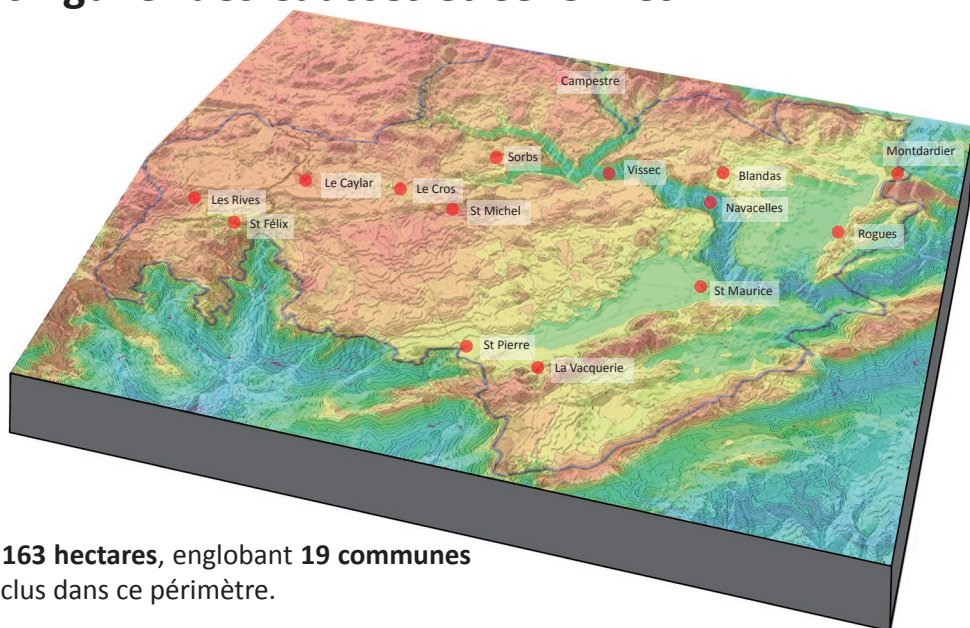 Campestre
Montdardier
Sorbs
Vissec
Blandas
Le Caylar
Le Cros
Les Rives
Navacelles
St Michel
St Félix
Rogues
St Maurice
St Pierre
La Vacquerie
163 hectares, englobant 19 communes
clus dans ce périmètre.